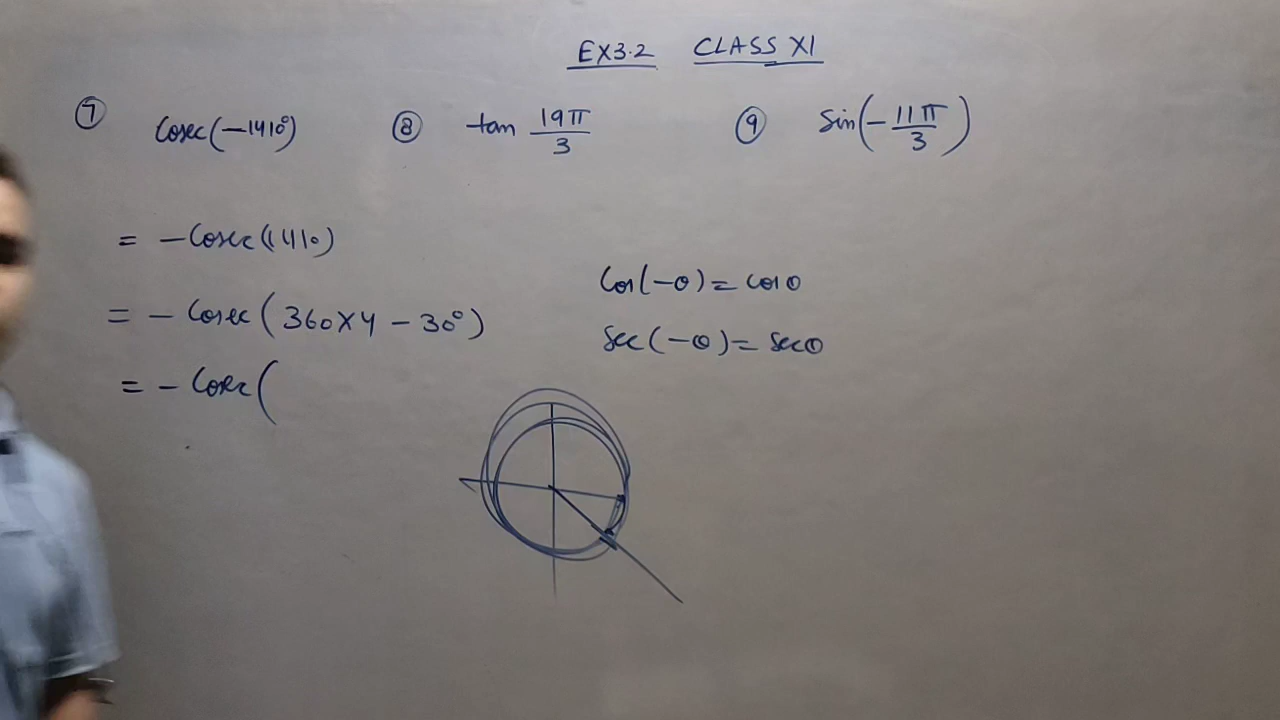 EX3.2 CLASS XI
⑦ Cosec(-1410°) ⑧ tan 19π/3 ⑨ Sin(-11π/3)
= -Cosec(1410)
= -Cosec(360×4-30°)
= -Cosec(
Cos(-θ)=cosθ
Sec(-θ)=secθ